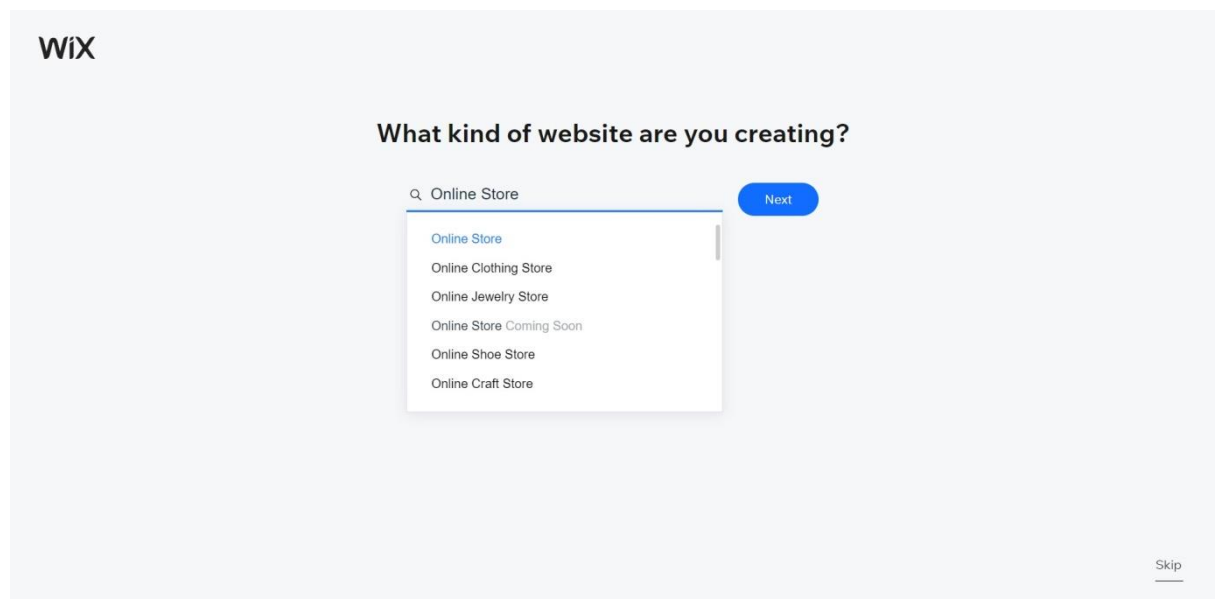 WiX
What kind of website are you creating?
Online Store
Next
Online Store
Online Clothing Store
Online Jewelry Store
Online Store Coming Soon
Online Shoe Store
Online Craft Store
Skip